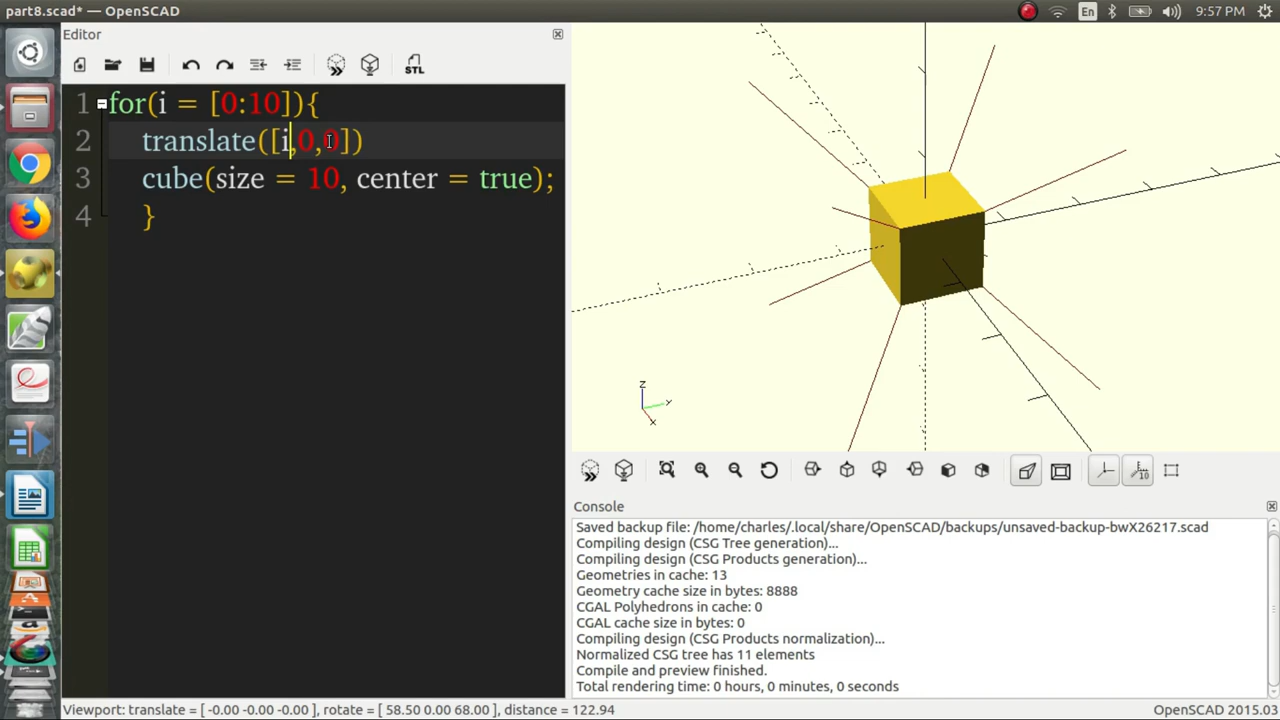 part8.scad* — OpenSCAD
En
9:57 PM
Editor
STL
1 for(i = [0:10]){
2 translate([i,0,0])
3 cube(size = 10, center = true);
4 }
z
y
x
10
Console
Saved backup file: /home/charles/.local/share/OpenSCAD/backups/unsaved-backup-bwX26217.scad
Compiling design (CSG Tree generation)...
Compiling design (CSG Products generation)...
Geometries in cache: 13
Geometry cache size in bytes: 8888
CGAL Polyhedrons in cache: 0
CGAL cache size in bytes: 0
Compiling design (CSG Products normalization)...
Normalized CSG tree has 11 elements
Compile and preview finished.
Total rendering time: 0 hours, 0 minutes, 0 seconds
Viewport: translate = [ -0.00 -0.00 -0.00 ], rotate = [ 58.50 0.00 68.00 ], distance = 122.94
OpenSCAD 2015.03